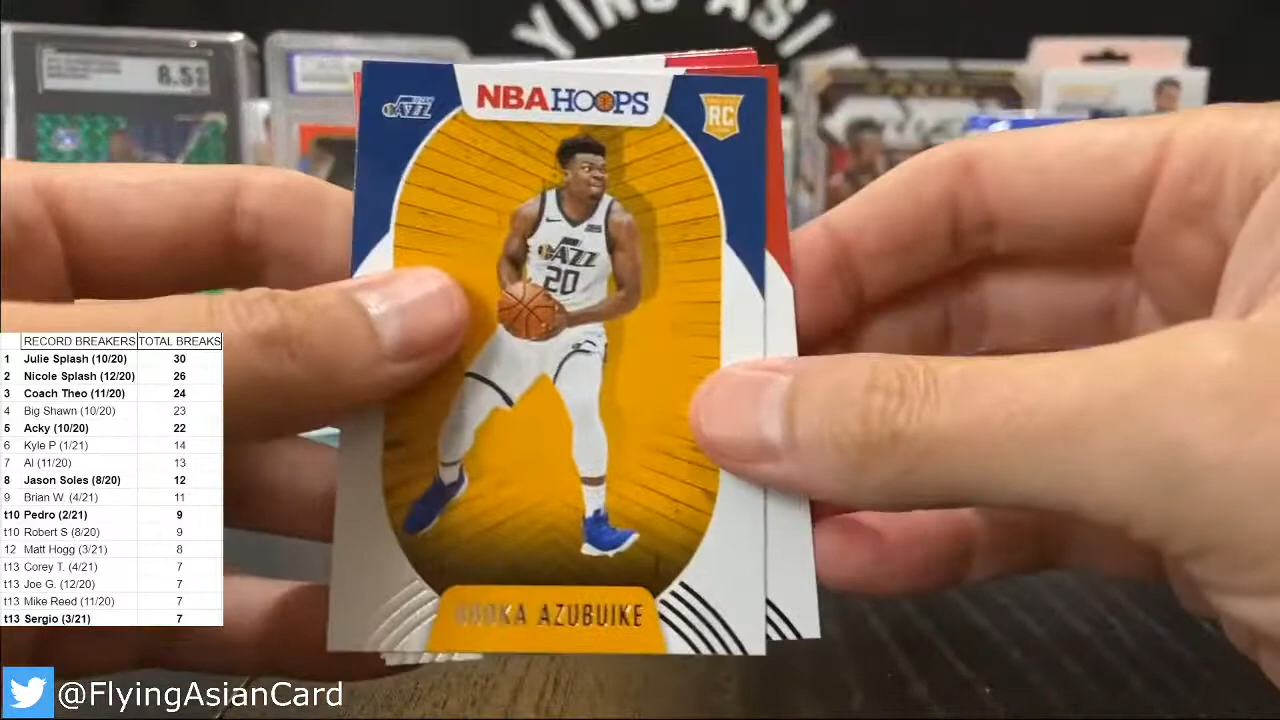 FLYING ASI
8.5
JAZZ
NBA HOOPS
RC
JAZZ
20
AZUBUIKE
RECORD BREAKERS TOTAL BREAKS
1 Julie Splash (10/20) 30
2 Nicole Splash (12/20) 26
3 Coach Theo (11/20) 24
4 Big Shawn (10/20) 23
5 Acky (10/20) 22
6 Kyle P (1/21) 14
7 Al (11/20) 13
8 Jason Soles (8/20) 12
9 Brian W. (4/21) 11
t10 Pedro (2/21) 9
t10 Robert S (8/20) 9
12 Matt Hogg (3/21) 8
t13 Corey T. (4/21) 7
t13 Joe G. (12/20) 7
t13 Mike Reed (11/20) 7
t13 Sergio (3/21) 7
@FlyingAsianCard